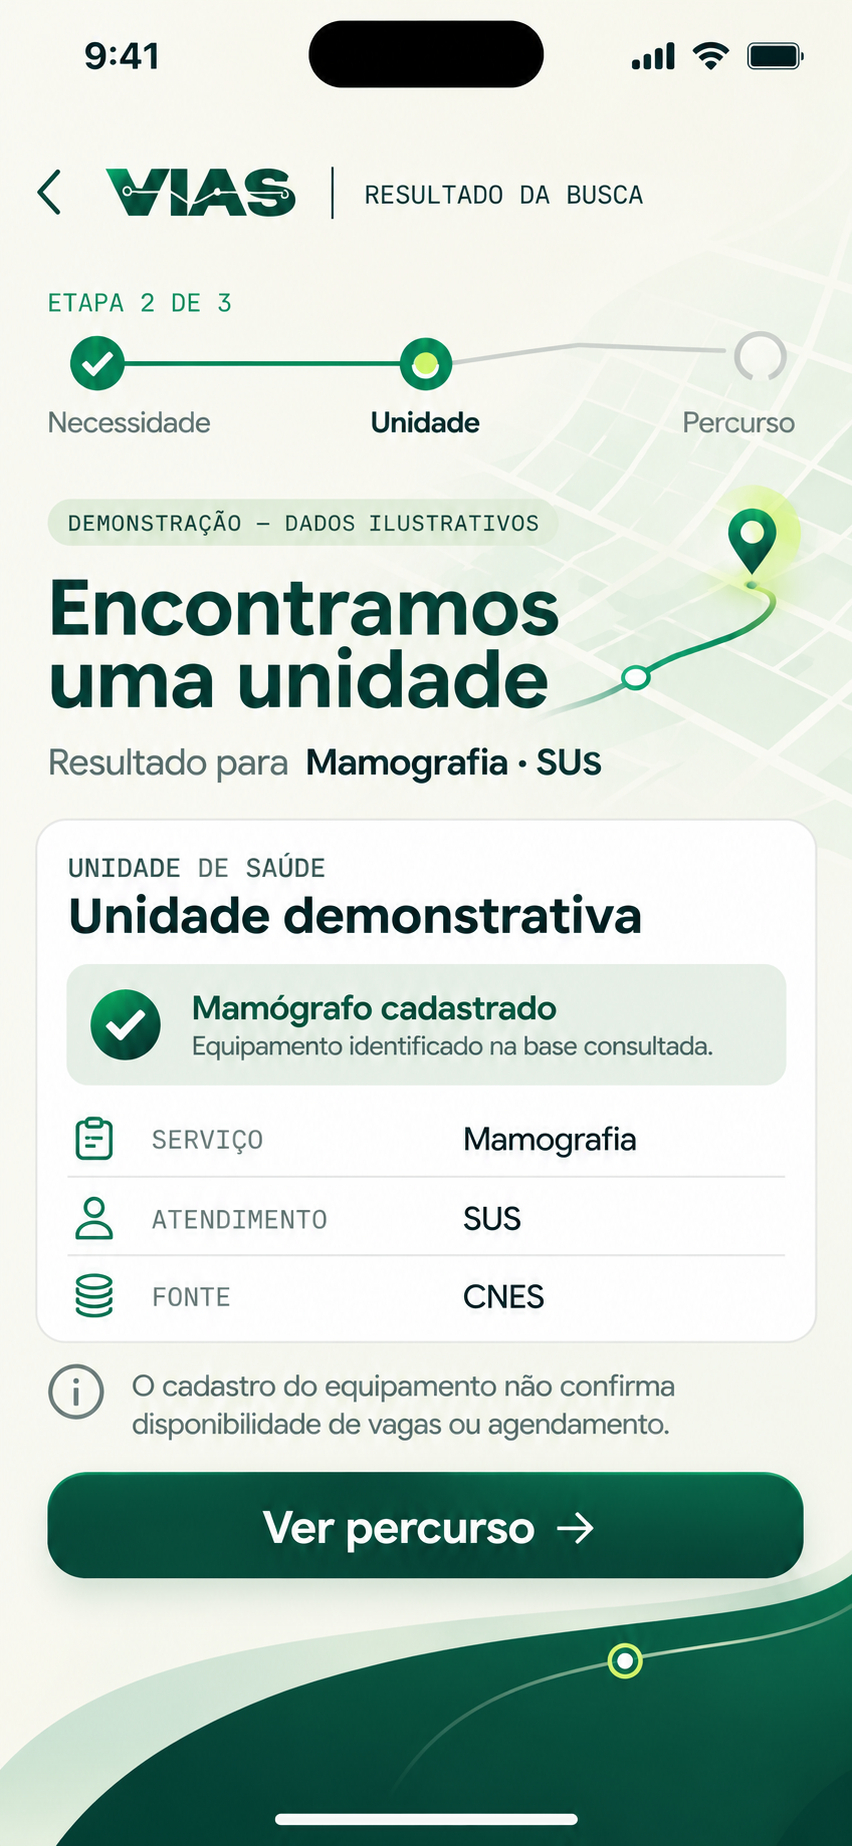 9:41
VIAS
RESULTADO DA BUSCA
ETAPA 2 DE 3
Necessidade
Unidade
Percurso
DEMONSTRAÇÃO – DADOS ILUSTRATIVOS
Encontramos
uma unidade
Resultado para Mamografia · SUs
UNIDADE DE SAÚDE
Unidade demonstrativa
Mamógrafo cadastrado
Equipamento identificado na base consultada.
SERVIÇO Mamografia
ATENDIMENTO SUS
FONTE CNES
O cadastro do equipamento não confirma
disponibilidade de vagas ou agendamento.
Ver percurso →